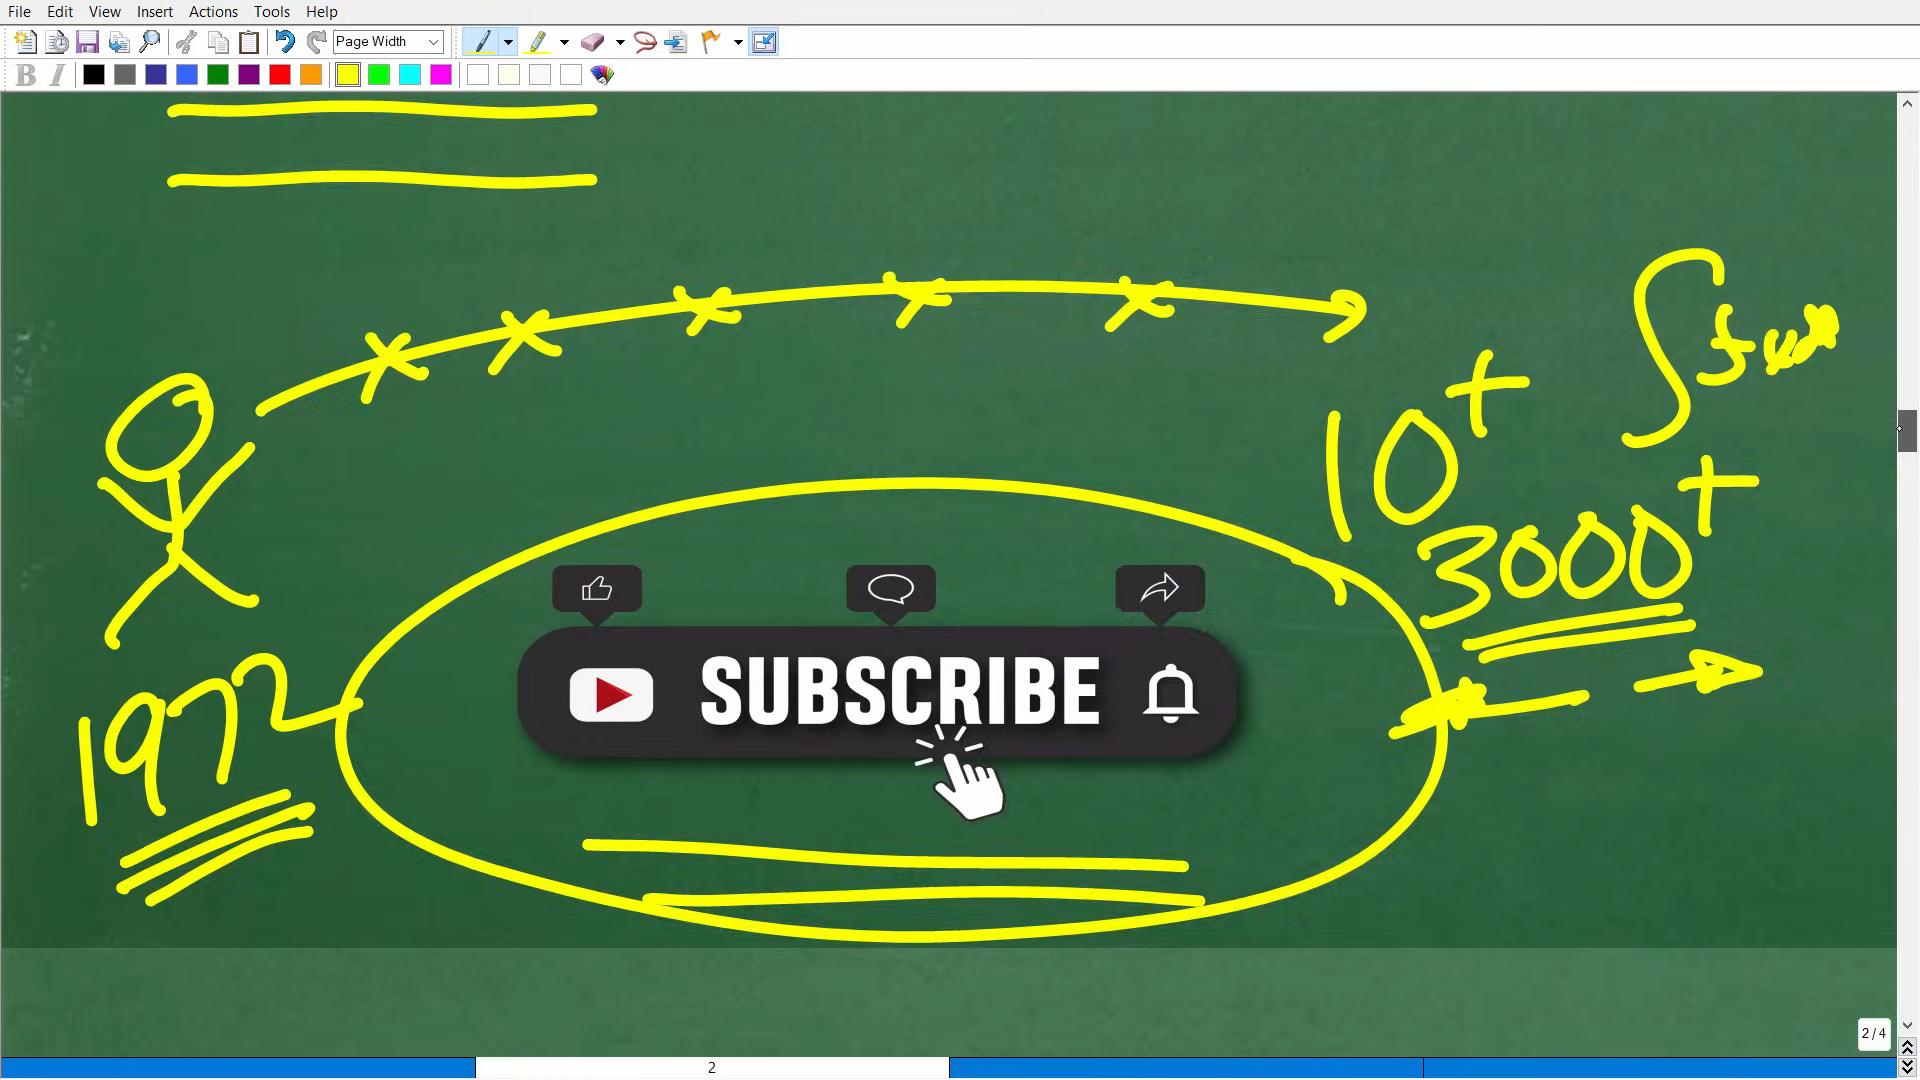 File Edit View Insert Actions Tools Help
Page Width
B I
10+
3000+
SUBSCRIBE
1972
2 / 4
2